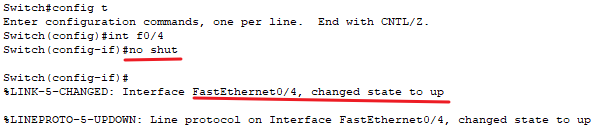 Switch#config t
Enter configuration commands, one per line.  End with CNTL/Z.
Switch(config)#int f0/4
Switch(config-if)#no shut
Switch(config-if)#
%LINK-5-CHANGED: Interface FastEthernet0/4, changed state to up
%LINEPROTO-5-UPDOWN: Line protocol on Interface FastEthernet0/4, changed state to up